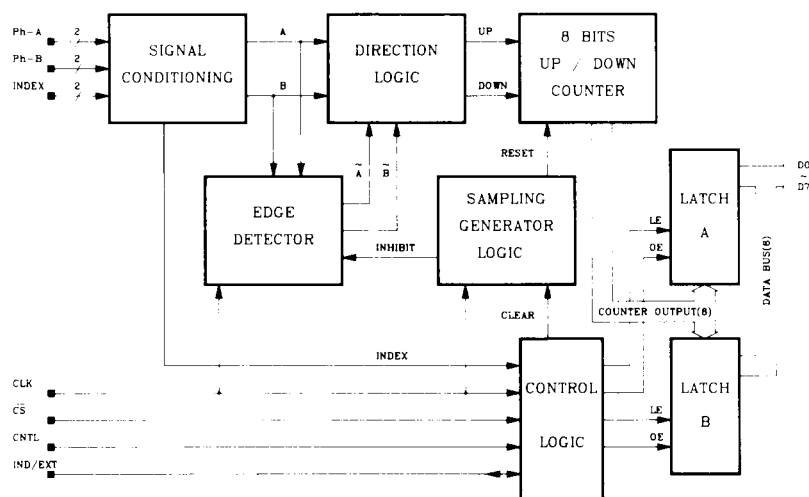 Ph-A
2
Ph-B
2
INDEX
2
SIGNAL
CONDITIONING
A
B
DIRECTION
LOGIC
UP
DOWN
8 BITS
UP / DOWN
COUNTER
RESET
Ã
B̃
EDGE
DETECTOR
INHIBIT
SAMPLING
GENERATOR
LOGIC
CLEAR
LE
OE
LATCH
A
D0
~
D7
DATA BUS(8)
COUNTER OUTPUT(8)
INDEX
CLK
C̅S̅
CNTL
IND/EXT
CONTROL
LOGIC
LE
OE
LATCH
B